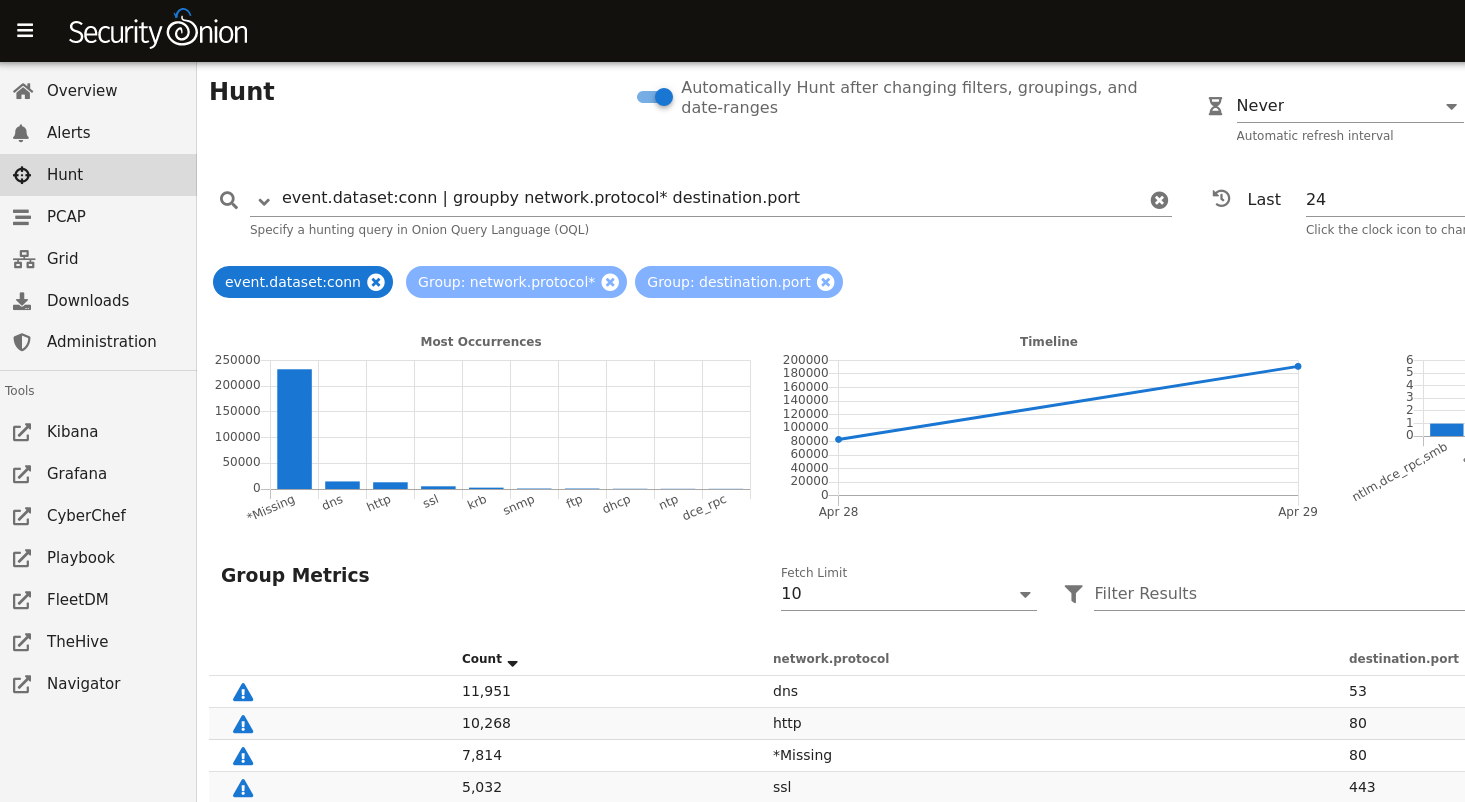 Security Onion
Overview
Alerts
Hunt
PCAP
Grid
Downloads
Administration
Tools
Kibana
Grafana
CyberChef
Playbook
FleetDM
TheHive
Navigator
Hunt
Automatically Hunt after changing filters, groupings, and
date-ranges
Never
Automatic refresh interval
event.dataset:conn | groupby network.protocol* destination.port
Specify a hunting query in Onion Query Language (OQL)
Last 24
Click the clock icon to
event.dataset:conn Group: network.protocol* Group: destination.port
Most Occurrences
250000
200000
150000
100000
50000
0
*Missing dns http ssl krb snmp ftp dhcp ntp dce_rpc
Timeline
200000
180000
160000
140000
120000
100000
80000
60000
40000
20000
0
Apr 28 Apr 29
6
5
4
3
2
1
0
ntlm,dce_rpc,smb
Group Metrics
Fetch Limit
10
Filter Results
Count network.protocol destination.port
11,951 dns 53
10,268 http 80
7,814 *Missing 80
5,032 ssl 443